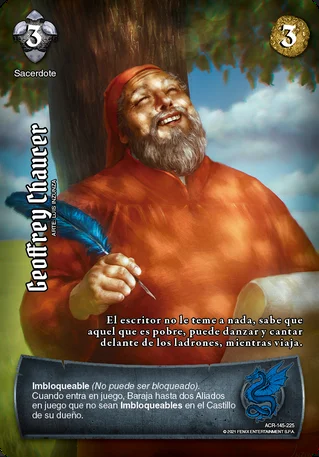 3
3
Sacerdote
Geoffrey Chaucer
ARTE: LUIS INZUNZA
El escritor no le teme a nada, sabe que
aquel que es pobre, puede danzar y cantar
delante de los ladrones, mientras viaja.
Imbloqueable (No puede ser bloqueado).
Cuando entra en juego, Baraja hasta dos Aliados
en juego que no sean Imbloqueables en el Castillo
de su dueño.
ACR-145-225
© 2021 FENIX ENTERTAINMENT S.P.A.